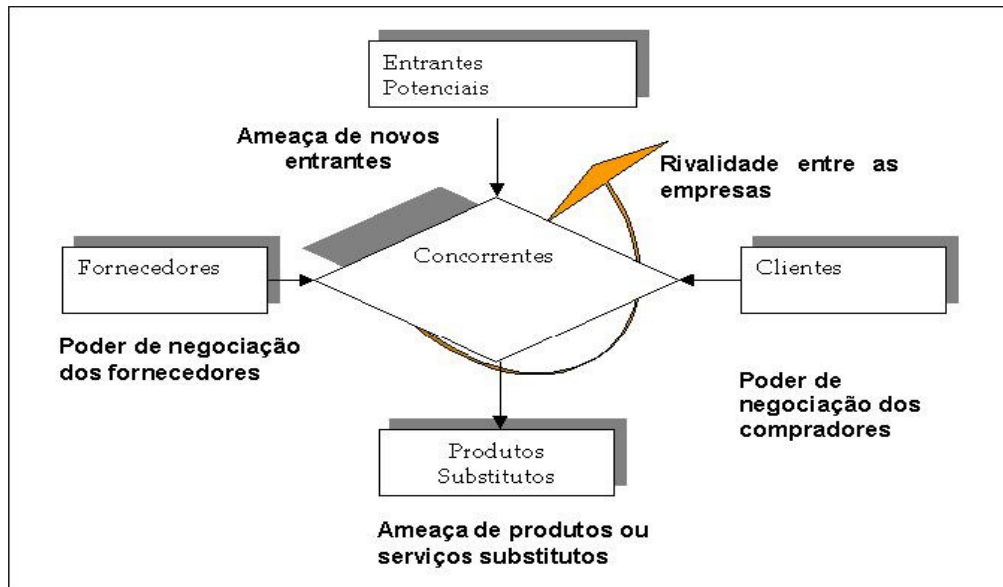 Entrantes
Potenciais
Ameaça de novos
entrantes
Rivalidade entre as
empresas
Fornecedores
Concorrentes
Clientes
Poder de negociação
dos fornecedores
Poder de
negociação dos
compradores
Produtos
Substitutos
Ameaça de produtos ou
serviços substitutos